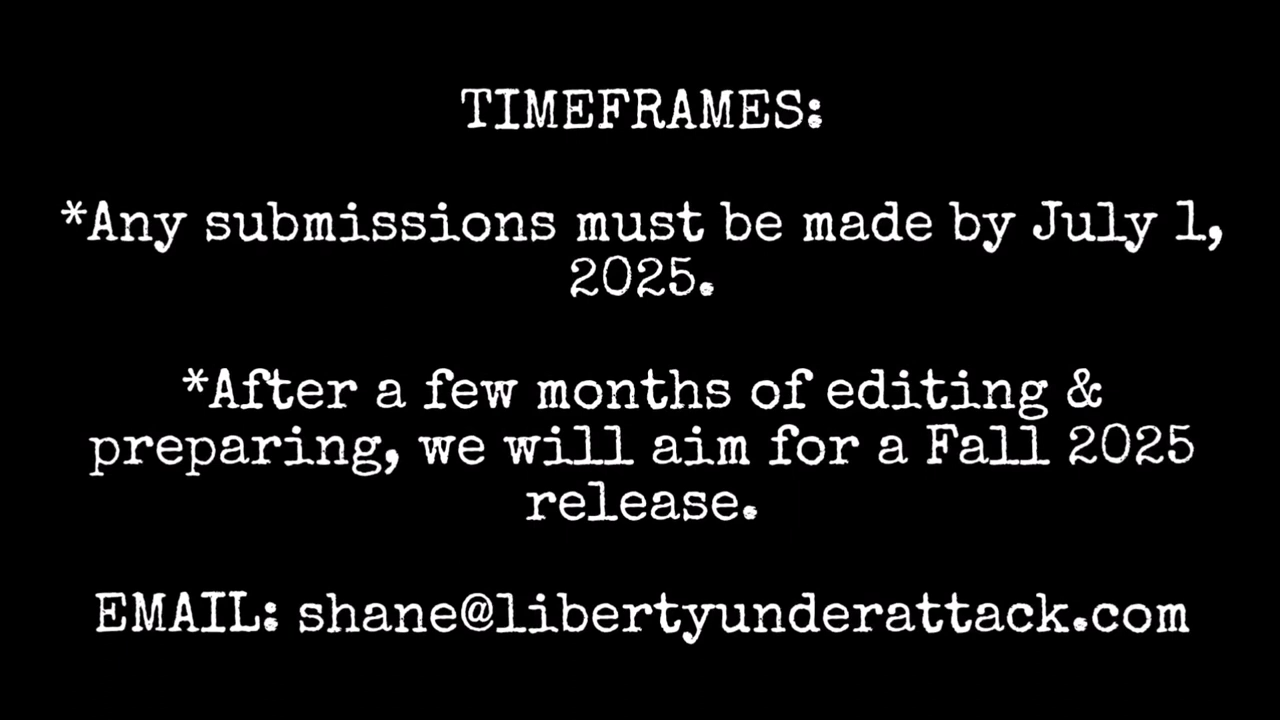 TIMEFRAMES:
*Any submissions must be made by July 1,
2025.
*After a few months of editing &
preparing, we will aim for a Fall 2025
release.
EMAIL: shane@libertyunderattack.com